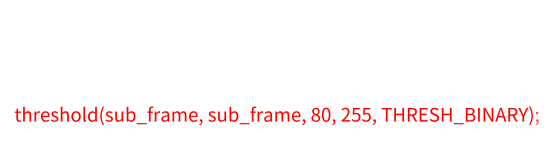 threshold(sub_frame, sub_frame, 80, 255, THRESH_BINARY);